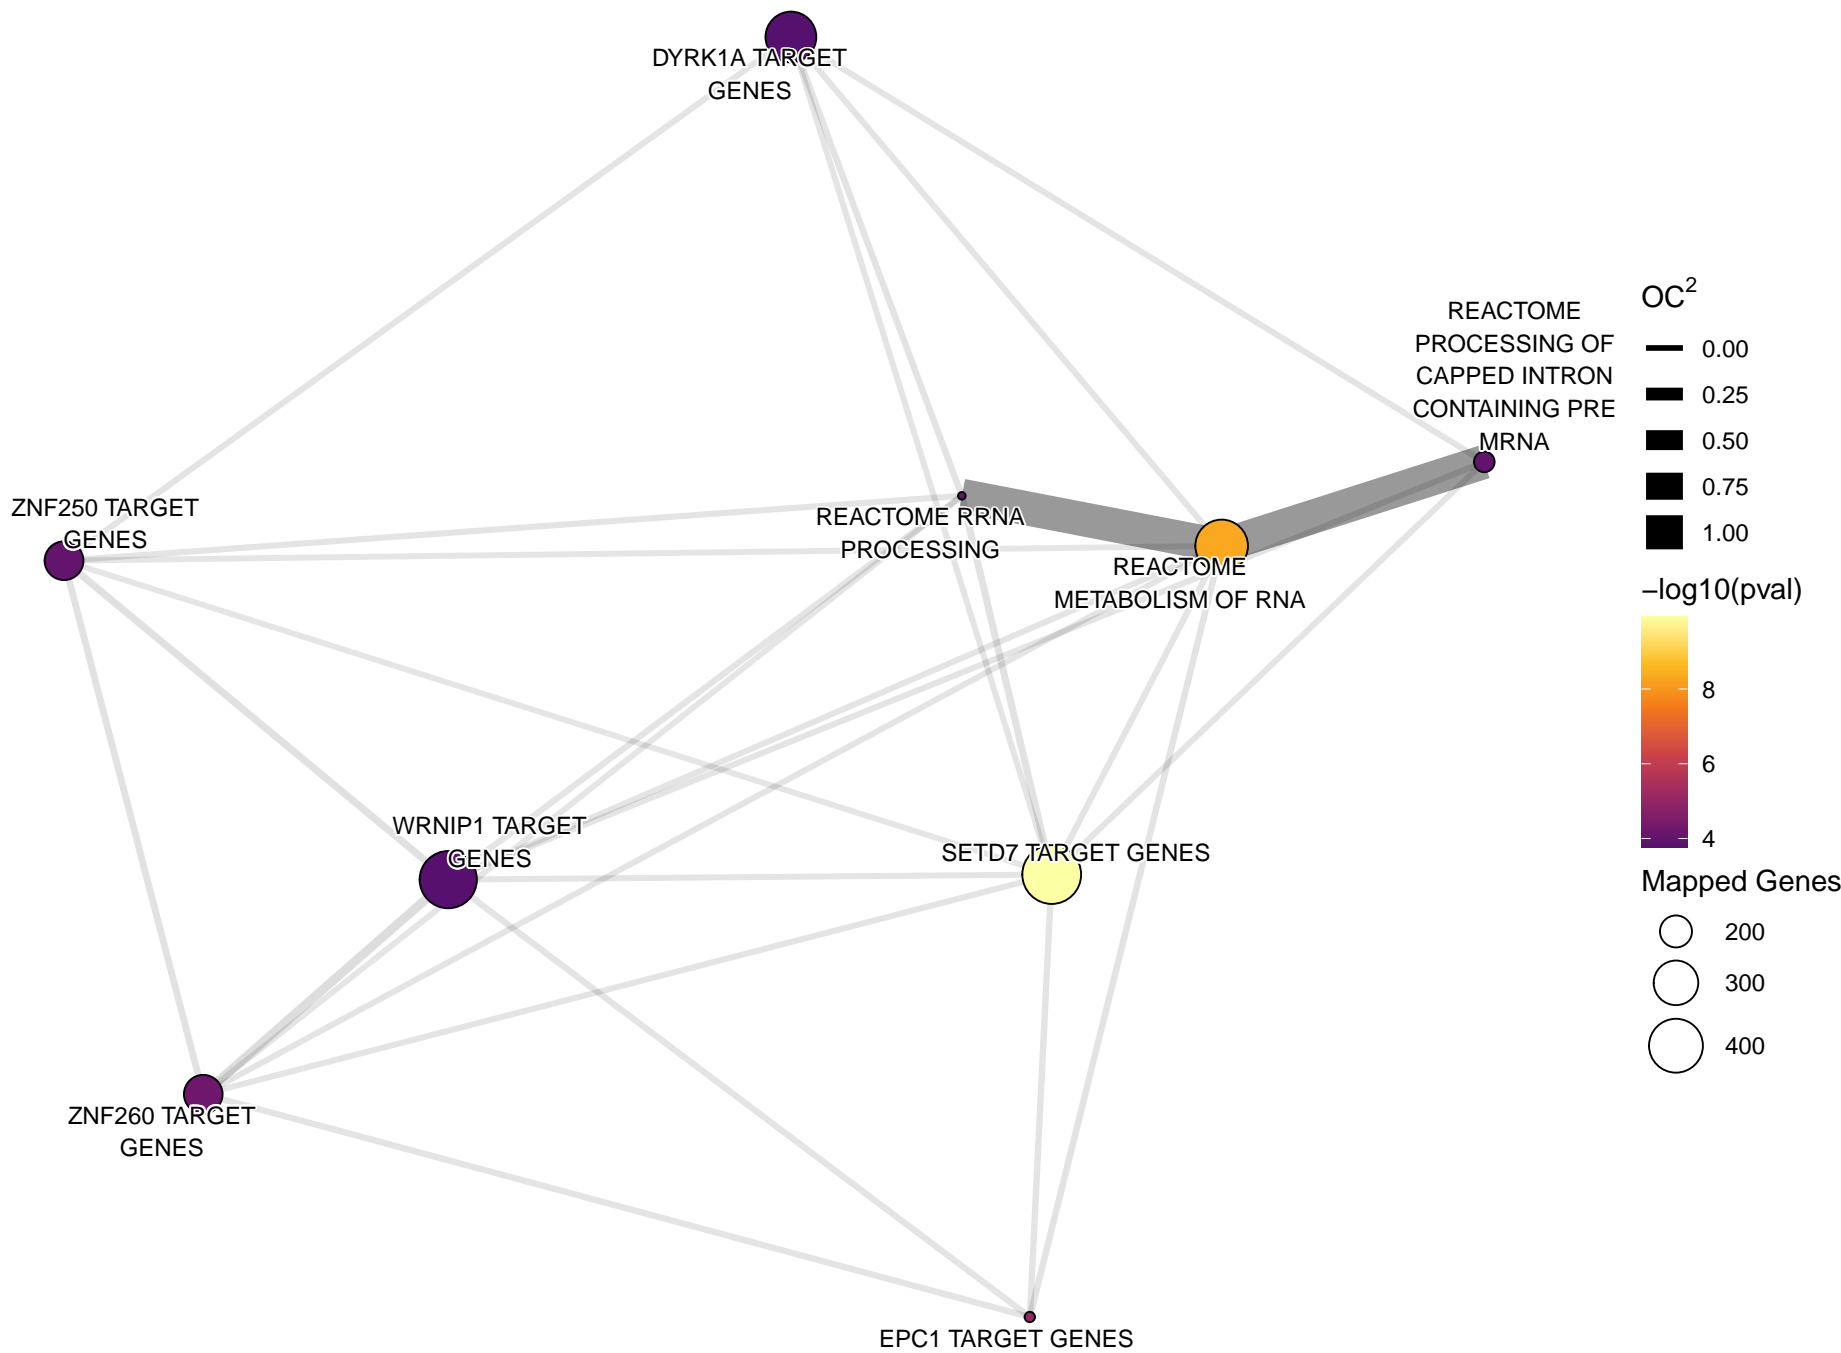 DYRK1A TARGET
GENES
REACTOME
PROCESSING OF
CAPPED INTRON
CONTAINING PRE
MRNA
ZNF250 TARGET
GENES
REACTOME RRNA
PROCESSING
REACTOME
METABOLISM OF RNA
WRNIP1 TARGET
GENES
SETD7 TARGET GENES
ZNF260 TARGET
GENES
EPC1 TARGET GENES
OC²
0.00
0.25
0.50
0.75
1.00
−log10(pval)
8
6
4
Mapped Genes
200
300
400